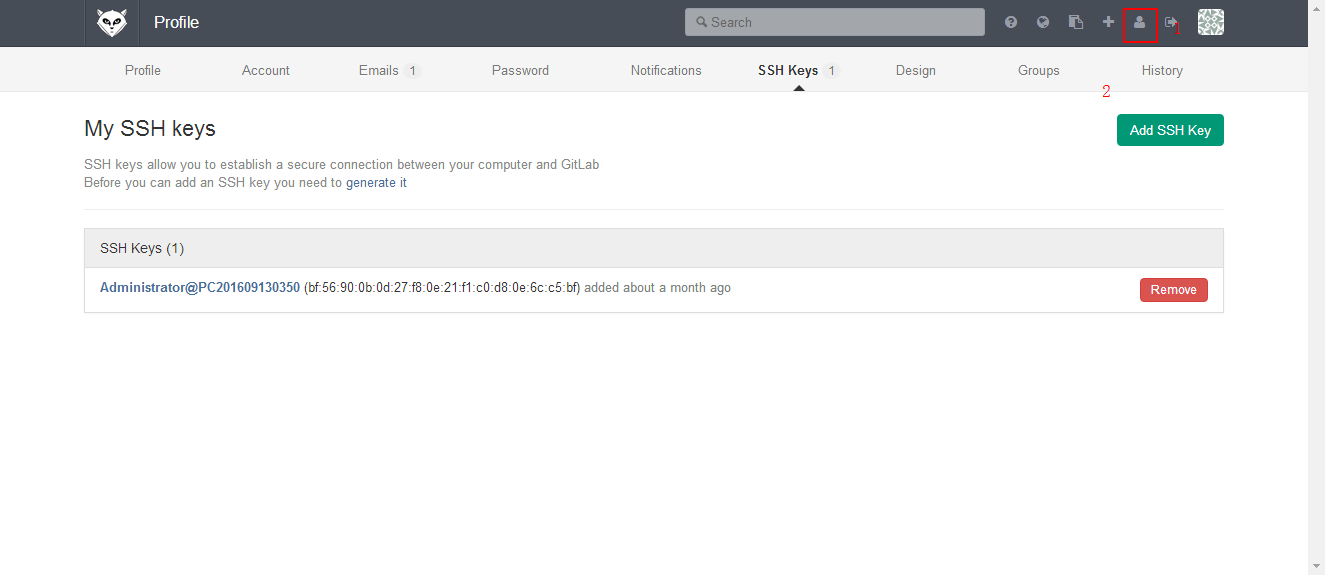 Profile
Search
1
Profile Account Emails 1 Password Notifications SSH Keys 1 Design Groups History
2
My SSH keys
Add SSH Key
SSH keys allow you to establish a secure connection between your computer and GitLab
Before you can add an SSH key you need to generate it
SSH Keys (1)
Administrator@PC201609130350 (bf:56:90:0b:0d:27:f8:0e:21:f1:c0:d8:0e:6c:c5:bf) added about a month ago
Remove